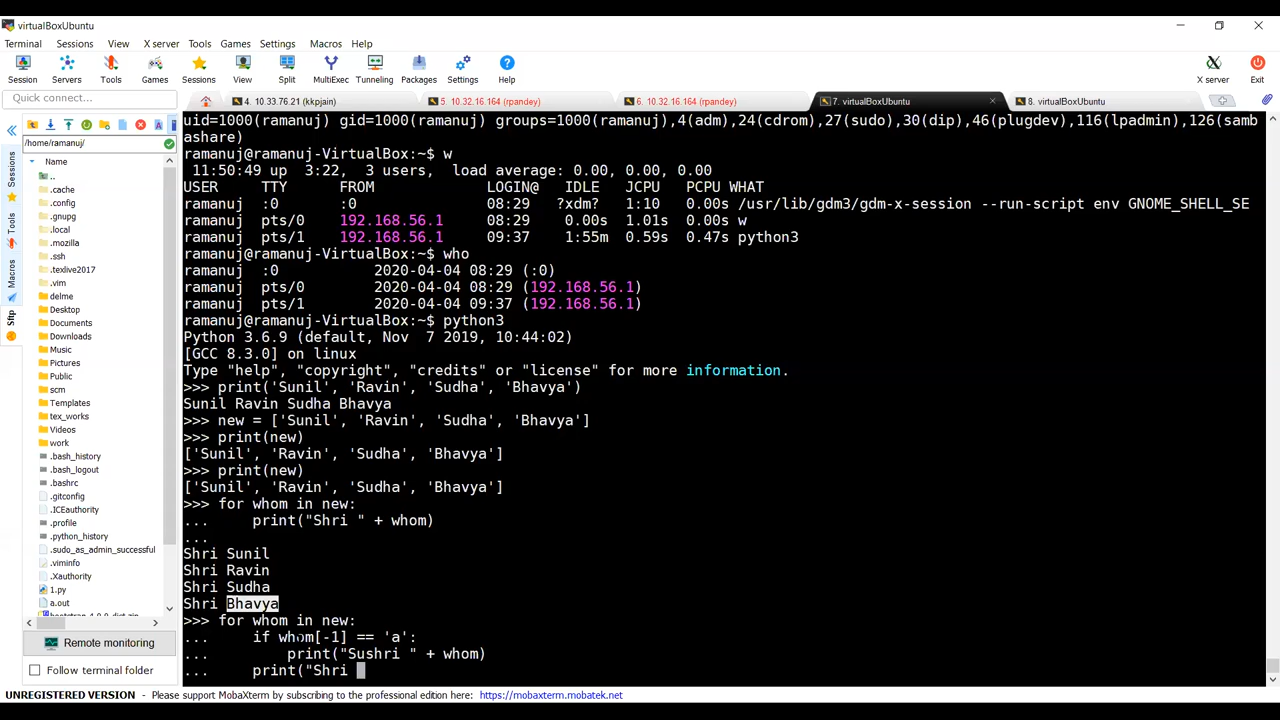 virtualBoxUbuntu
Terminal Sessions View X server Tools Games Settings Macros Help
Session Servers Tools Games Sessions View Split MultiExec Tunneling Packages Settings Help X server Exit
Quick connect...
4. 10.33.76.21 (kkpjain) 5. 10.32.16.164 (rpandey) 6. 10.32.16.164 (rpandey) 7. virtualBoxUbuntu 8. virtualBoxUbuntu
Sessions
Tools
Macros
Sftp
/home/ramanuj/
Name
..
.cache
.config
.gnupg
.local
.mozilla
.ssh
.texlive2017
.vim
delme
Desktop
Documents
Downloads
Music
Pictures
Public
scm
Templates
tex_works
Videos
work
.bash_history
.bash_logout
.bashrc
.gitconfig
.ICEauthority
.profile
.python_history
.sudo_as_admin_successful
.viminfo
.Xauthority
1.py
a.out
bootstrap-4.0.0-dist.zip
Remote monitoring
Follow terminal folder
uid=1000(ramanuj) gid=1000(ramanuj) groups=1000(ramanuj),4(adm),24(cdrom),27(sudo),30(dip),46(plugdev),116(lpadmin),126(samb
ashare)
ramanuj@ramanuj-VirtualBox:~$ w
 11:50:49 up  3:22,  3 users,  load average: 0.00, 0.00, 0.00
USER     TTY      FROM             LOGIN@   IDLE   JCPU   PCPU WHAT
ramanuj  :0       :0               08:29   ?xdm?   1:10   0.00s /usr/lib/gdm3/gdm-x-session --run-script env GNOME_SHELL_SE
ramanuj  pts/0    192.168.56.1     08:29    0.00s  1.01s  0.00s w
ramanuj  pts/1    192.168.56.1     09:37    1:55m  0.59s  0.47s python3
ramanuj@ramanuj-VirtualBox:~$ who
ramanuj  :0           2020-04-04 08:29 (:0)
ramanuj  pts/0        2020-04-04 08:29 (192.168.56.1)
ramanuj  pts/1        2020-04-04 09:37 (192.168.56.1)
ramanuj@ramanuj-VirtualBox:~$ python3
Python 3.6.9 (default, Nov  7 2019, 10:44:02)
[GCC 8.3.0] on linux
Type "help", "copyright", "credits" or "license" for more information.
>>> print('Sunil', 'Ravin', 'Sudha', 'Bhavya')
Sunil Ravin Sudha Bhavya
>>> new = ['Sunil', 'Ravin', 'Sudha', 'Bhavya']
>>> print(new)
['Sunil', 'Ravin', 'Sudha', 'Bhavya']
>>> print(new)
['Sunil', 'Ravin', 'Sudha', 'Bhavya']
>>> for whom in new:
...     print("Shri " + whom)
...
Shri Sunil
Shri Ravin
Shri Sudha
Shri Bhavya
>>> for whom in new:
...     if whom[-1] == 'a':
...         print("Sushri " + whom)
...     print("Shri
UNREGISTERED VERSION - Please support MobaXterm by subscribing to the professional edition here: https://mobaxterm.mobatek.net